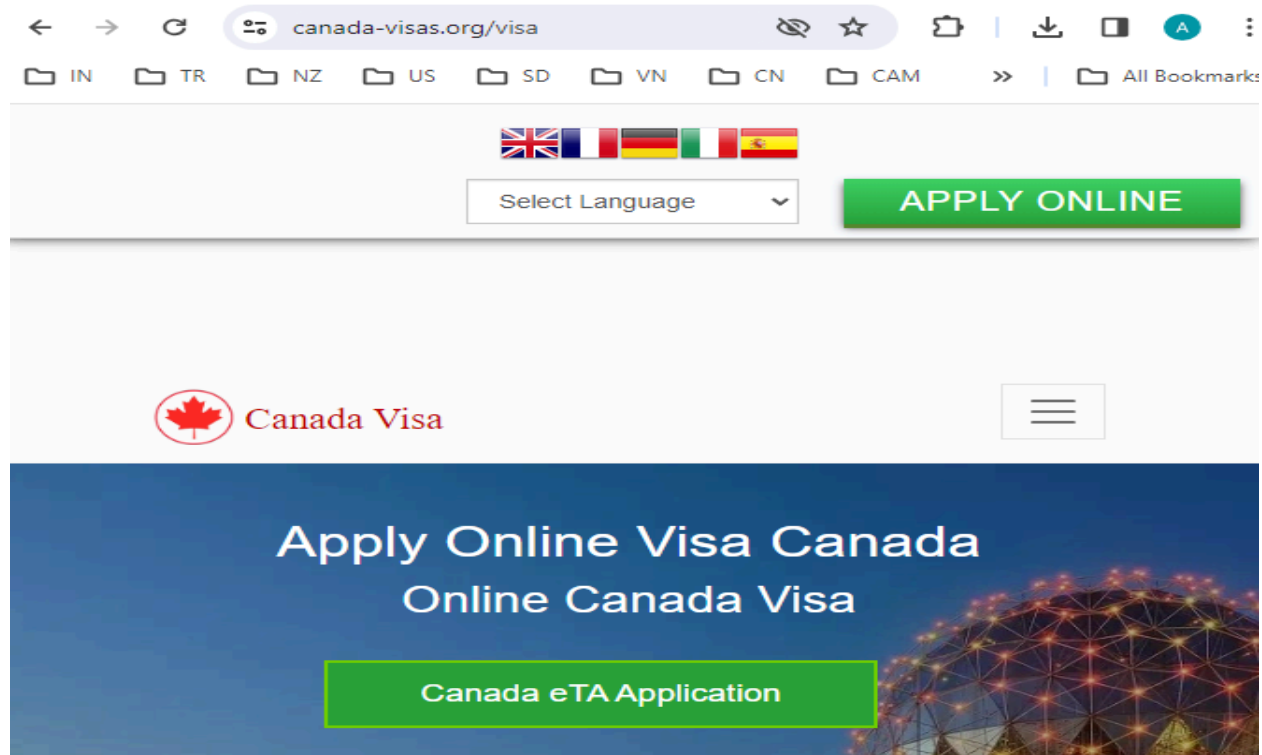 canada-visas.org/visa
A
IN TR NZ US SD VN CN CAM » All Bookmarks
Select Language
APPLY ONLINE
Canada Visa
Apply Online Visa Canada
Online Canada Visa
Canada eTA Application